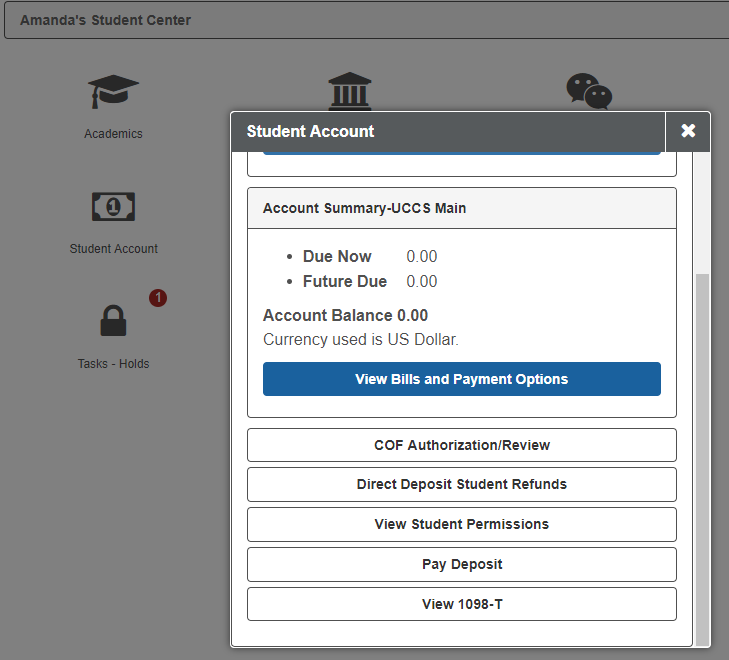 Amanda's Student Center
Academics
Student Account
1
Tasks - Holds
Student Account
Account Summary-UCCS Main
Due Now 0.00
Future Due 0.00
Account Balance 0.00
Currency used is US Dollar.
View Bills and Payment Options
COF Authorization/Review
Direct Deposit Student Refunds
View Student Permissions
Pay Deposit
View 1098-T